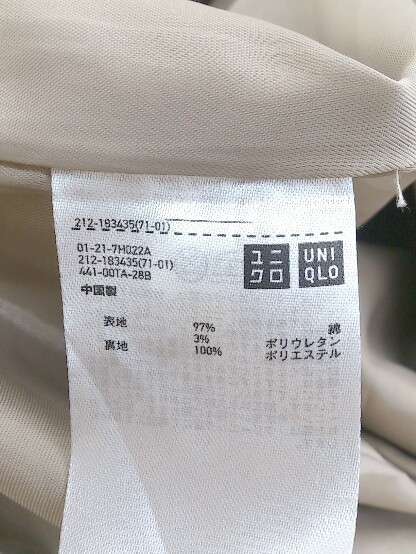 212-183435(71-01)
01-21-7H022A
212-183435(71-01)
441-001A-28B
中国製
ユニ
クロ
UNI
QLO
表地 97% 綿
3% ポリウレタン
裏地 100% ポリエステル